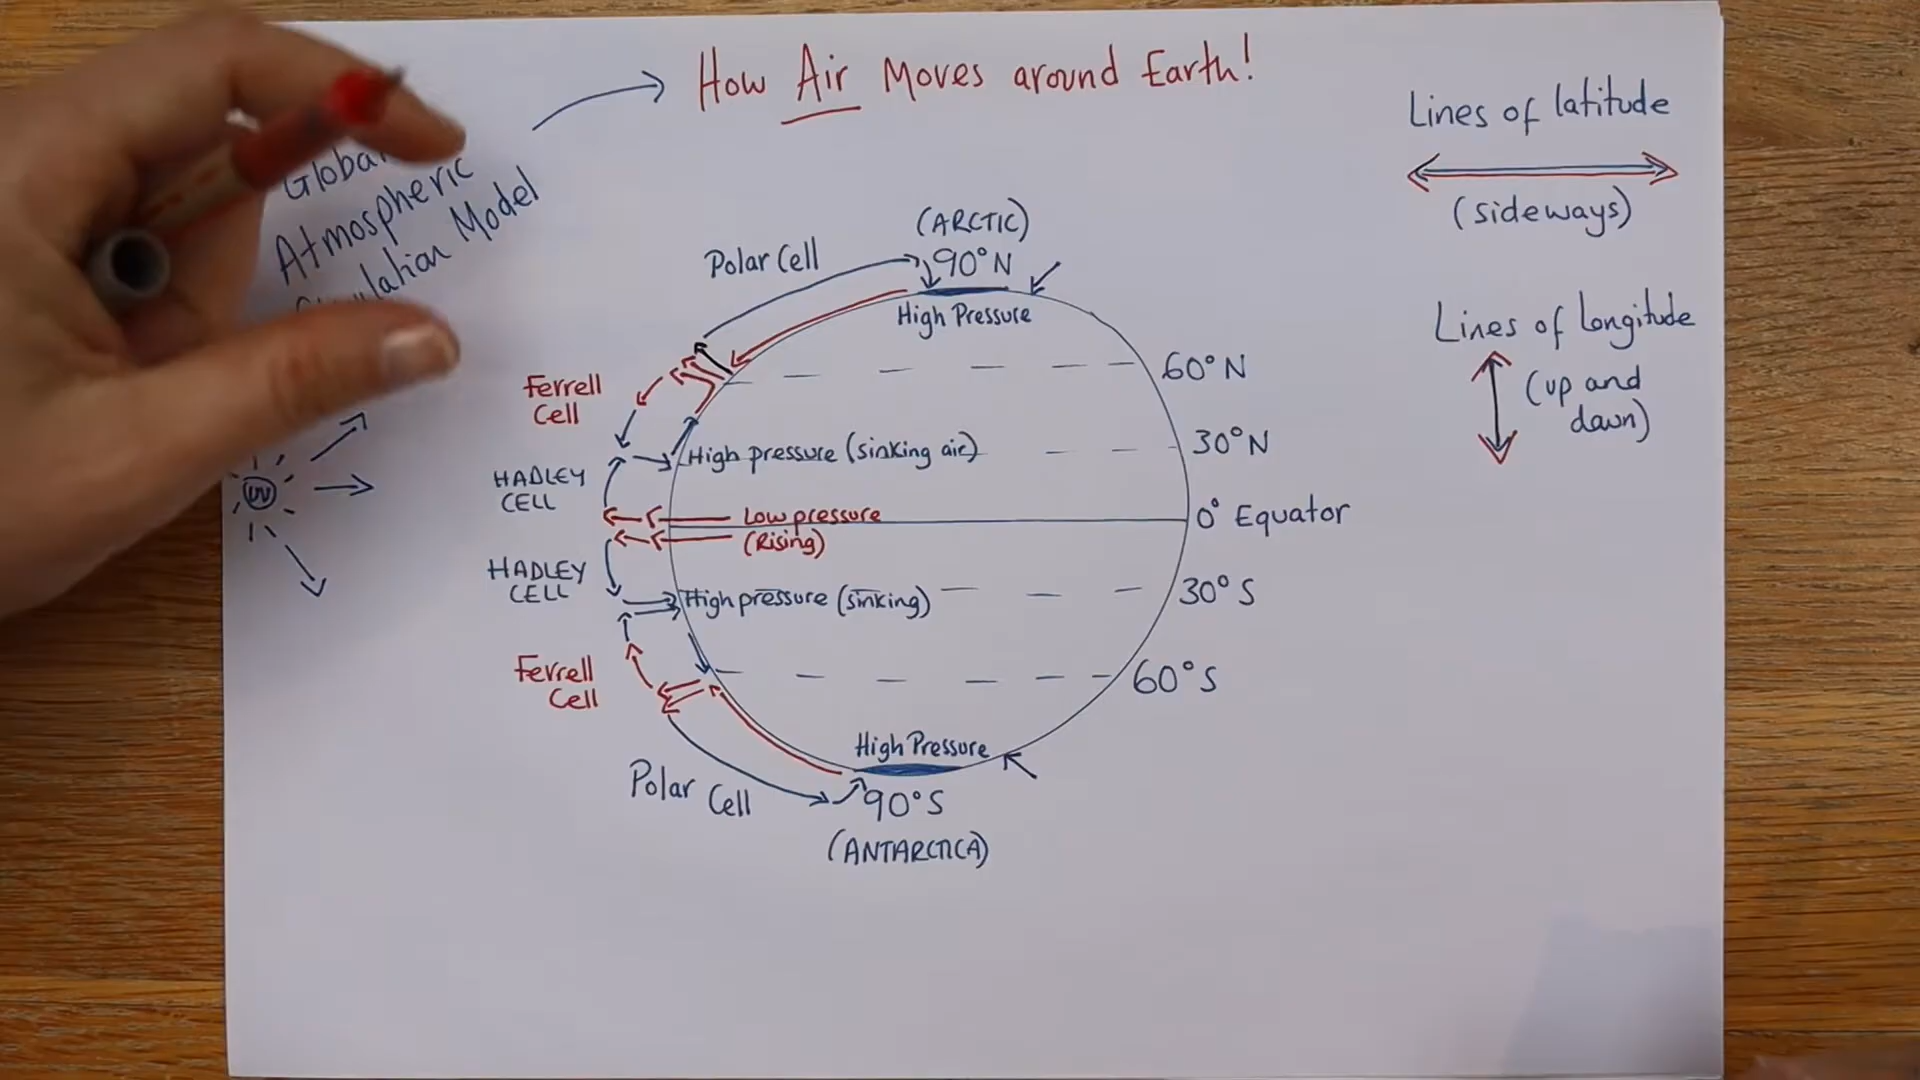 How Air Moves around Earth!
Atmospheric
Model
Lines of latitude
(sideways)
Lines of longitude
(up and
down)
(ARCTIC)
90°N
Polar Cell
High Pressure
60°N
Ferrell
Cell
30°N
High pressure (sinking air)
HADLEY
CELL
Low pressure
(Rising)
0° Equator
HADLEY
CELL
High pressure (sinking)
30° S
Ferrell
Cell
60°S
High Pressure
Polar Cell
90°S
(ANTARCTICA)
UV